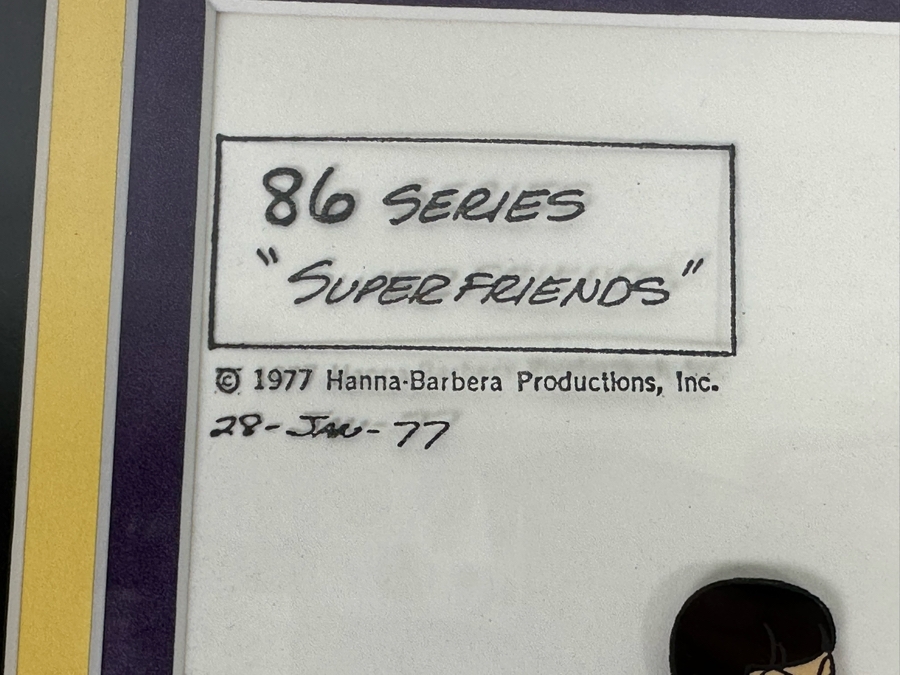 86 SERIES
"SUPERFRIENDS"
© 1977 Hanna-Barbera Productions, Inc.
28-JAN-77